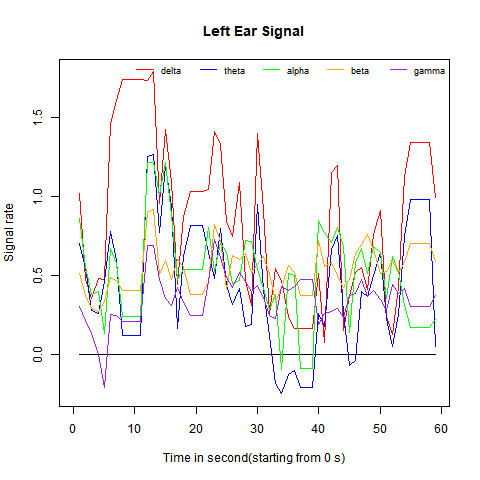 Left Ear Signal
delta theta alpha beta gamma
Signal rate
0.0 0.5 1.0 1.5
0 10 20 30 40 50 60
Time in second(starting from 0 s)